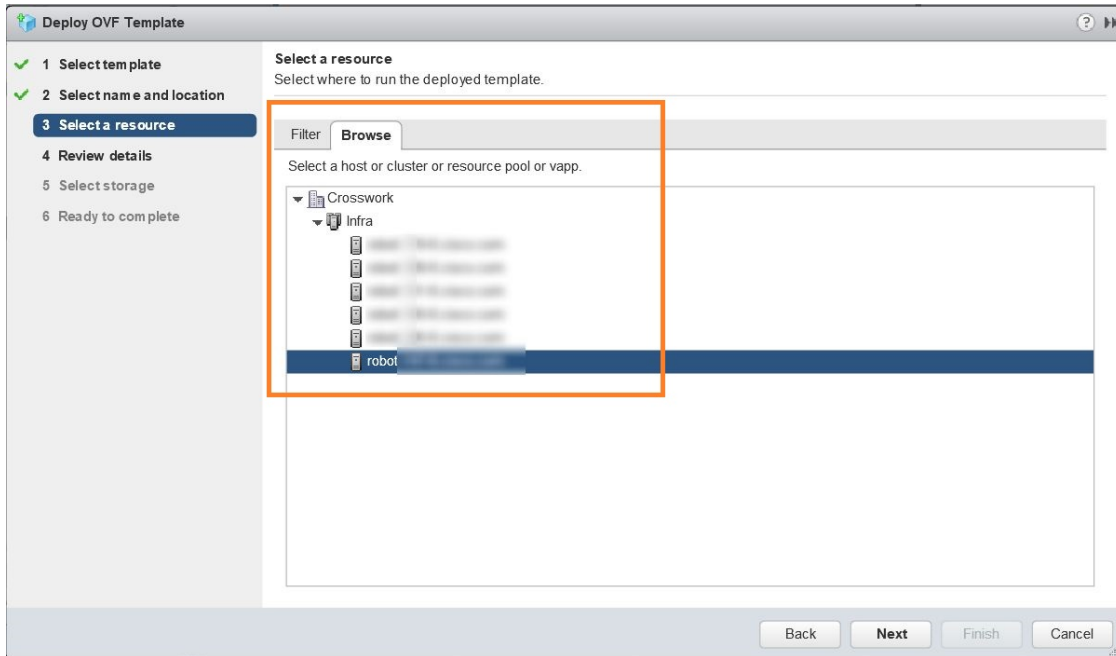 Deploy OVF Template
?
1 Select template
2 Select name and location
3 Select a resource
4 Review details
5 Select storage
6 Ready to complete
Select a resource
Select where to run the deployed template.
Filter Browse
Select a host or cluster or resource pool or vapp.
Crosswork
Infra
robot
Back Next Finish Cancel